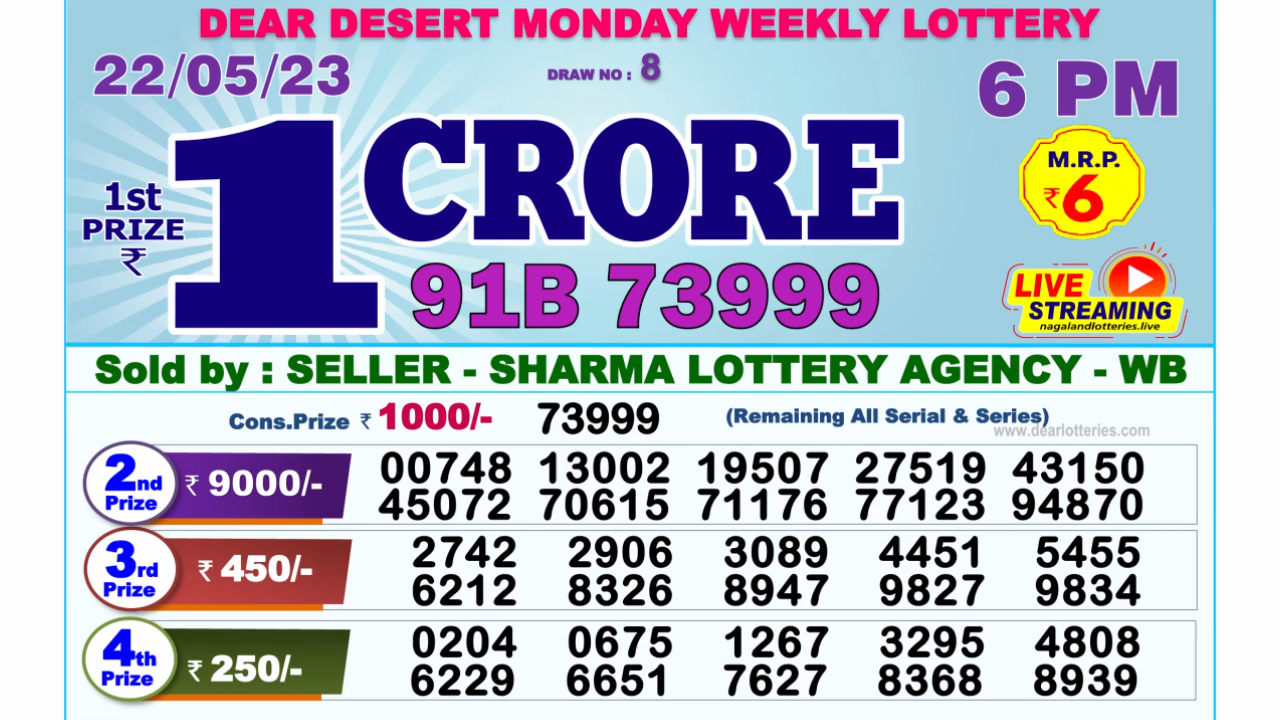 DEAR DESERT MONDAY WEEKLY LOTTERY
22/05/23 DRAW NO : 8 6 PM
1st PRIZE ₹ 1 CRORE
M.R.P. ₹6
91B 73999
LIVE STREAMING
nagalandlotteries.live
Sold by : SELLER - SHARMA LOTTERY AGENCY - WB
Cons.Prize ₹ 1000/- 73999 (Remaining All Serial & Series)
www.dearlotteries.com
2nd Prize ₹ 9000/-
00748 13002 19507 27519 43150
45072 70615 71176 77123 94870
3rd Prize ₹ 450/-
2742 2906 3089 4451 5455
6212 8326 8947 9827 9834
4th Prize ₹ 250/-
0204 0675 1267 3295 4808
6229 6651 7627 8368 8939